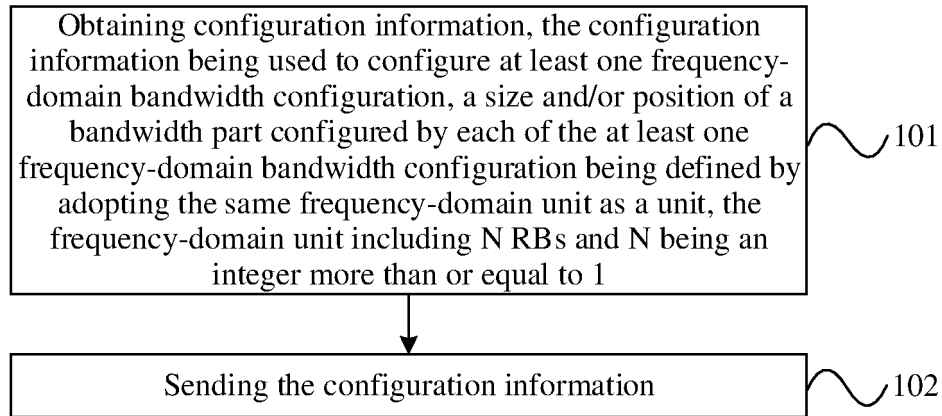 Obtaining configuration information, the configuration
information being used to configure at least one frequency-
domain bandwidth configuration, a size and/or position of a
bandwidth part configured by each of the at least one
frequency-domain bandwidth configuration being defined by
adopting the same frequency-domain unit as a unit, the
frequency-domain unit including N RBs and N being an
integer more than or equal to 1
101
Sending the configuration information
102